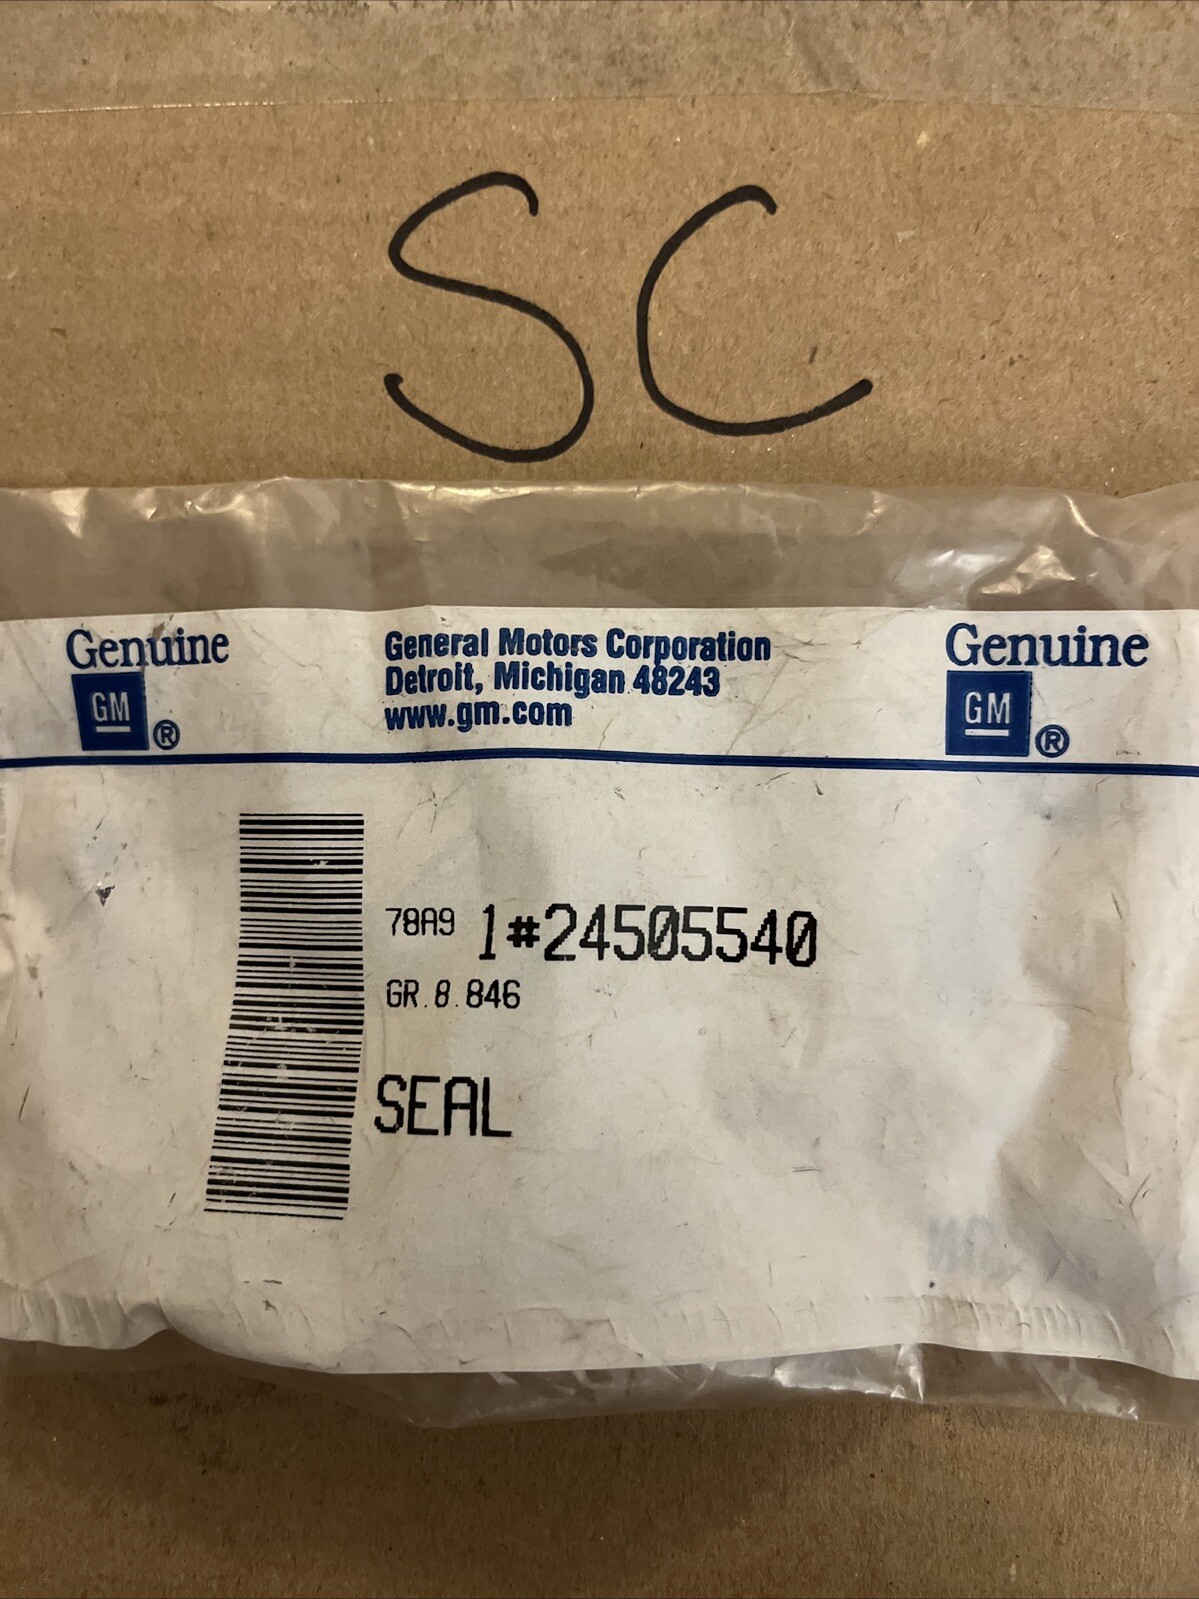 SC
Genuine
GM®
General Motors Corporation
Detroit, Michigan 48243
www.gm.com
Genuine
GM®
78A9 1#24505540
GR.8.846
SEAL